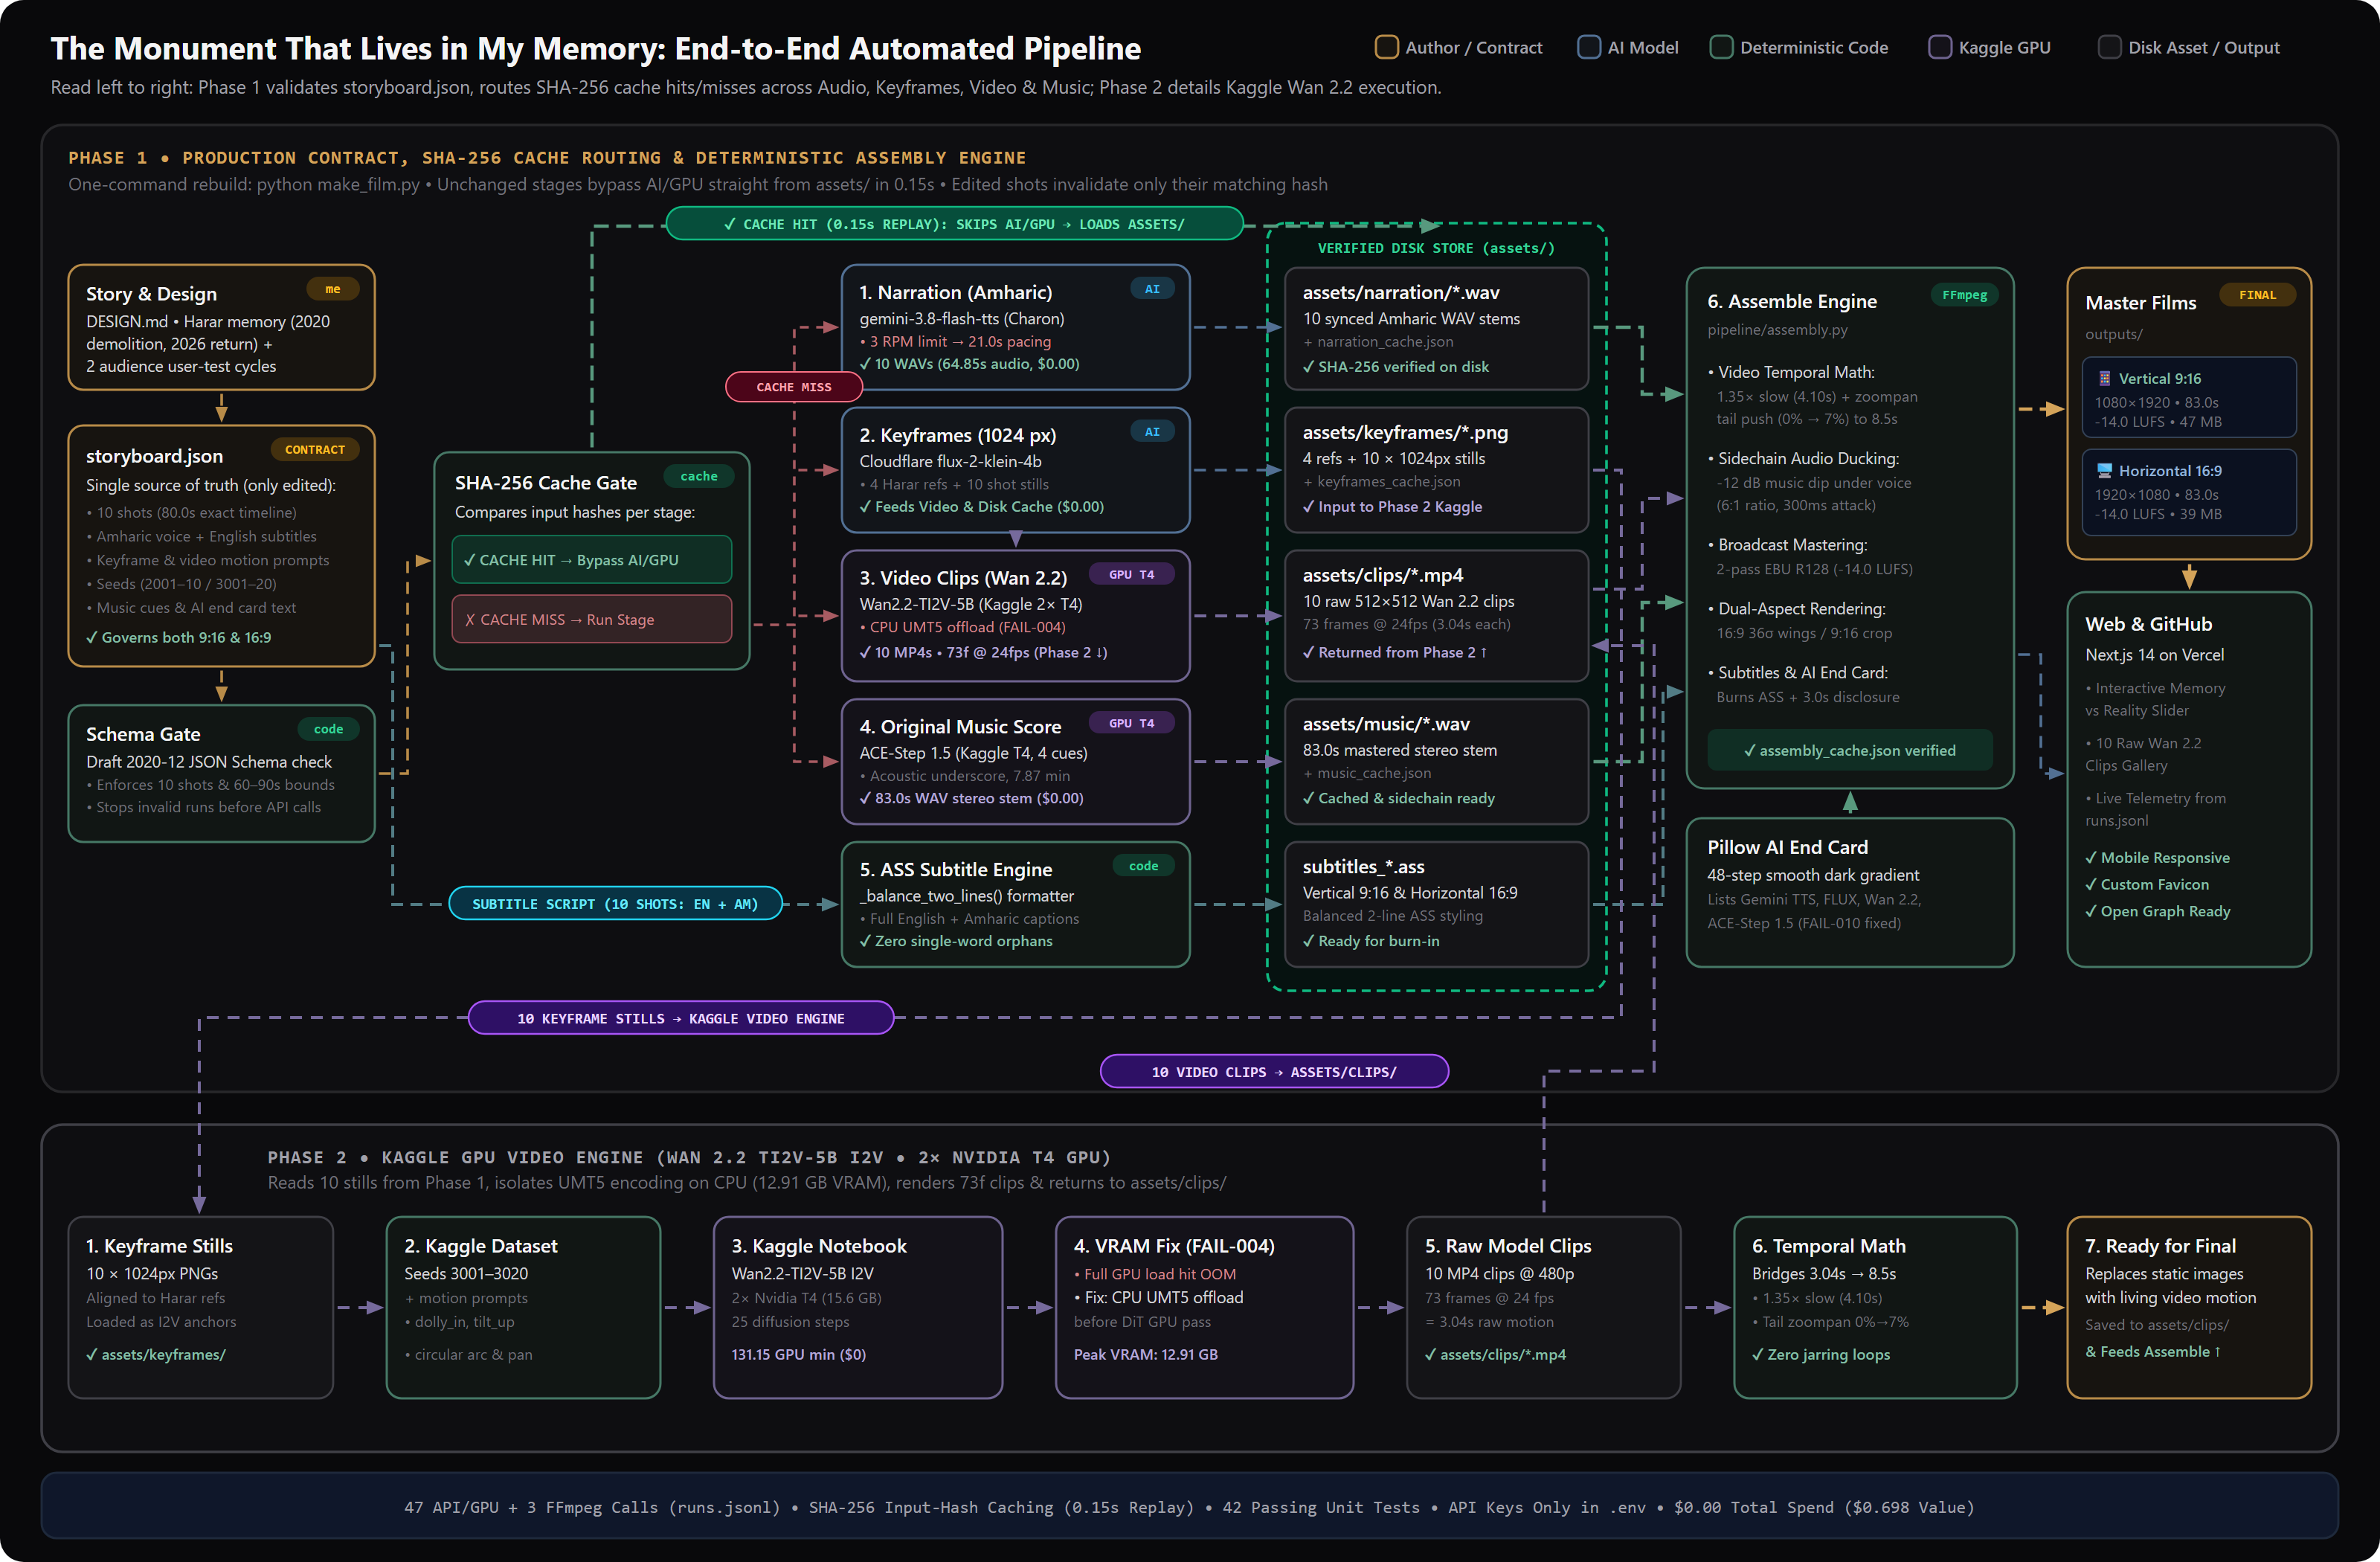 The Monument That Lives in My Memory: End-to-End Automated Pipeline
Read left to right: Phase 1 validates storyboard.json, routes SHA-256 cache hits/misses across Audio, Keyframes, Video & Music; Phase 2 details Kaggle Wan 2.2 execution.
Author / Contract
AI Model
Deterministic Code
Kaggle GPU
Disk Asset / Output
PHASE 1 • PRODUCTION CONTRACT, SHA-256 CACHE ROUTING & DETERMINISTIC ASSEMBLY ENGINE
One-command rebuild: python make_film.py • Unchanged stages bypass AI/GPU straight from assets/ in 0.15s • Edited shots invalidate only their matching hash
✓ CACHE HIT (0.15s REPLAY): SKIPS AI/GPU → LOADS ASSETS/
Story & Design
me
DESIGN.md • Harar memory (2020
demolition, 2026 return) +
2 audience user-test cycles
storyboard.json
CONTRACT
Single source of truth (only edited):
• 10 shots (80.0s exact timeline)
• Amharic voice + English subtitles
• Keyframe & video motion prompts
• Seeds (2001–10 / 3001–20)
• Music cues & AI end card text
✓ Governs both 9:16 & 16:9
Schema Gate
code
Draft 2020-12 JSON Schema check
• Enforces 10 shots & 60–90s bounds
• Stops invalid runs before API calls
SHA-256 Cache Gate
cache
Compares input hashes per stage:
✓ CACHE HIT → Bypass AI/GPU
✗ CACHE MISS → Run Stage
CACHE MISS
SUBTITLE SCRIPT (10 SHOTS: EN + AM)
1. Narration (Amharic)
AI
gemini-3.8-flash-tts (Charon)
• 3 RPM limit → 21.0s pacing
✓ 10 WAVs (64.85s audio, $0.00)
2. Keyframes (1024 px)
AI
Cloudflare flux-2-klein-4b
• 4 Harar refs + 10 shot stills
✓ Feeds Video & Disk Cache ($0.00)
3. Video Clips (Wan 2.2)
GPU T4
Wan2.2-TI2V-5B (Kaggle 2× T4)
• CPU UMT5 offload (FAIL-004)
✓ 10 MP4s • 73f @ 24fps (Phase 2 ↓)
4. Original Music Score
GPU T4
ACE-Step 1.5 (Kaggle T4, 4 cues)
• Acoustic underscore, 7.87 min
✓ 83.0s WAV stereo stem ($0.00)
5. ASS Subtitle Engine
code
_balance_two_lines() formatter
• Full English + Amharic captions
✓ Zero single-word orphans
VERIFIED DISK STORE (assets/)
assets/narration/*.wav
10 synced Amharic WAV stems
+ narration_cache.json
✓ SHA-256 verified on disk
assets/keyframes/*.png
4 refs + 10 × 1024px stills
+ keyframes_cache.json
✓ Input to Phase 2 Kaggle
assets/clips/*.mp4
10 raw 512×512 Wan 2.2 clips
73 frames @ 24fps (3.04s each)
✓ Returned from Phase 2 ↑
assets/music/*.wav
83.0s mastered stereo stem
+ music_cache.json
✓ Cached & sidechain ready
subtitles_*.ass
Vertical 9:16 & Horizontal 16:9
Balanced 2-line ASS styling
✓ Ready for burn-in
6. Assemble Engine
FFmpeg
pipeline/assembly.py
• Video Temporal Math:
1.35× slow (4.10s) + zoompan
tail push (0% → 7%) to 8.5s
• Sidechain Audio Ducking:
-12 dB music dip under voice
(6:1 ratio, 300ms attack)
• Broadcast Mastering:
2-pass EBU R128 (-14.0 LUFS)
• Dual-Aspect Rendering:
16:9 36σ wings / 9:16 crop
• Subtitles & AI End Card:
Burns ASS + 3.0s disclosure
✓ assembly_cache.json verified
Pillow AI End Card
48-step smooth dark gradient
Lists Gemini TTS, FLUX, Wan 2.2,
ACE-Step 1.5 (FAIL-010 fixed)
Master Films
FINAL
outputs/
Vertical 9:16
1080×1920 • 83.0s
-14.0 LUFS • 47 MB
Horizontal 16:9
1920×1080 • 83.0s
-14.0 LUFS • 39 MB
Web & GitHub
Next.js 14 on Vercel
• Interactive Memory
vs Reality Slider
• 10 Raw Wan 2.2
Clips Gallery
• Live Telemetry from
runs.jsonl
✓ Mobile Responsive
✓ Custom Favicon
✓ Open Graph Ready
10 KEYFRAME STILLS → KAGGLE VIDEO ENGINE
10 VIDEO CLIPS → ASSETS/CLIPS/
PHASE 2 • KAGGLE GPU VIDEO ENGINE (WAN 2.2 TI2V-5B I2V • 2× NVIDIA T4 GPU)
Reads 10 stills from Phase 1, isolates UMT5 encoding on CPU (12.91 GB VRAM), renders 73f clips & returns to assets/clips/
1. Keyframe Stills
10 × 1024px PNGs
Aligned to Harar refs
Loaded as I2V anchors
✓ assets/keyframes/
2. Kaggle Dataset
Seeds 3001–3020
+ motion prompts
• dolly_in, tilt_up
• circular arc & pan
3. Kaggle Notebook
Wan2.2-TI2V-5B I2V
2× Nvidia T4 (15.6 GB)
25 diffusion steps
131.15 GPU min ($0)
4. VRAM Fix (FAIL-004)
• Full GPU load hit OOM
• Fix: CPU UMT5 offload
before DiT GPU pass
Peak VRAM: 12.91 GB
5. Raw Model Clips
10 MP4 clips @ 480p
73 frames @ 24 fps
= 3.04s raw motion
✓ assets/clips/*.mp4
6. Temporal Math
Bridges 3.04s → 8.5s
• 1.35× slow (4.10s)
• Tail zoompan 0%→7%
✓ Zero jarring loops
7. Ready for Final
Replaces static images
with living video motion
Saved to assets/clips/
& Feeds Assemble ↑
47 API/GPU + 3 FFmpeg Calls (runs.jsonl) • SHA-256 Input-Hash Caching (0.15s Replay) • 42 Passing Unit Tests • API Keys Only in .env • $0.00 Total Spend ($0.698 Value)